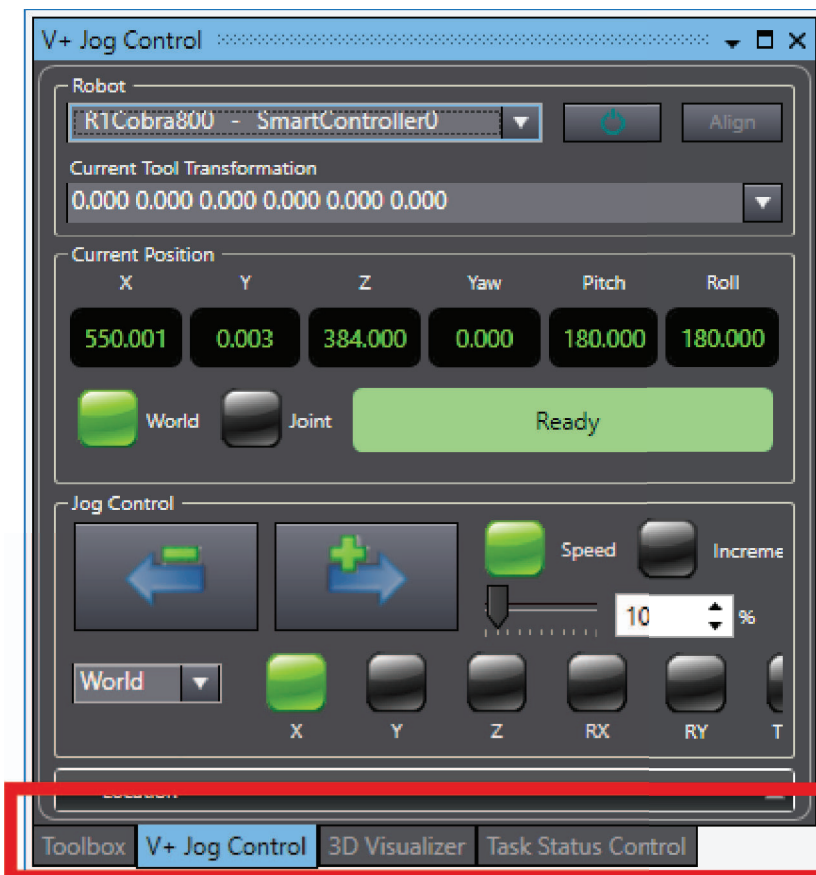 V+ Jog Control
Robot
R1Cobra800 - SmartController0
Align
Current Tool Transformation
0.000 0.000 0.000 0.000 0.000 0.000
Current Position
X Y Z Yaw Pitch Roll
550.001 0.003 384.000 0.000 180.000 180.000
World Joint Ready
Jog Control
Speed Increme
10 %
World
X Y Z RX RY T
Location
Toolbox V+ Jog Control 3D Visualizer Task Status Control